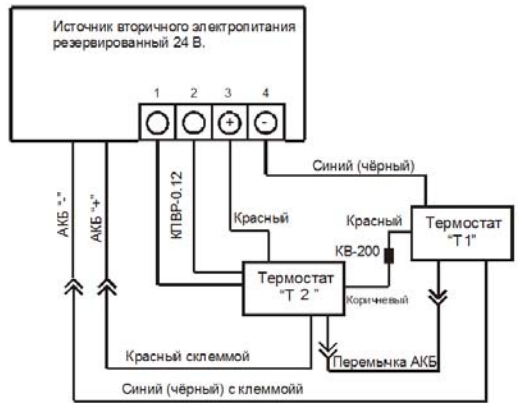 Источник вторичного электропитания
резервированный 24 В.
1 2 3 4
+ -
Синий (чёрный)
АКБ "-"
АКБ "+"
КПВР-0.12
Красный
Красный
КВ-200
Термостат
"Т1"
Термостат
"Т 2 "
Коричневый
Красный склеммой
Перемычка АКБ
Синий (чёрный) с клеммойй